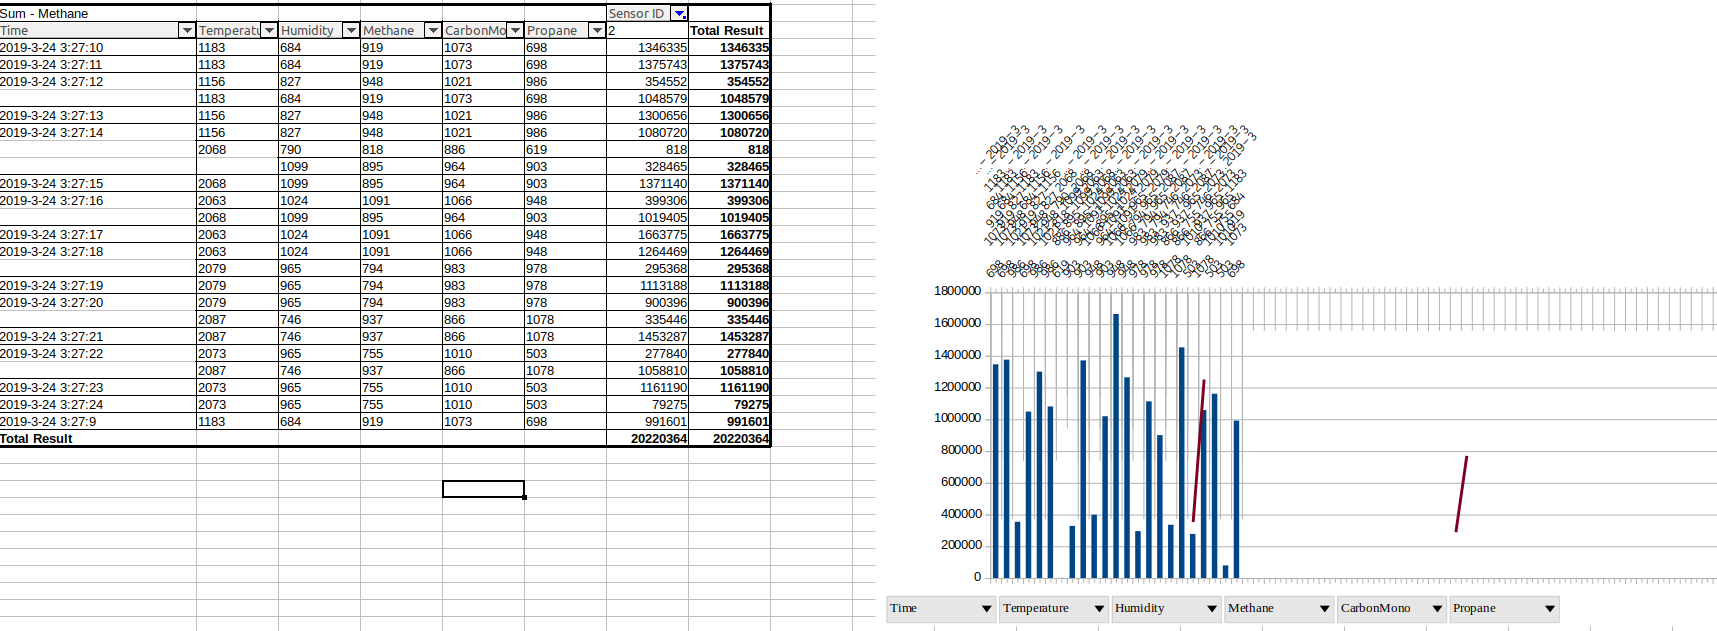 Sum - Methane Sensor ID
Time Temperatu Humidity Methane CarbonMo Propane 2 Total Result
2019-3-24 3:27:10 1183 684 919 1073 698 1346335 1346335
2019-3-24 3:27:11 1183 684 919 1073 698 1375743 1375743
2019-3-24 3:27:12 1156 827 948 1021 986 354552 354552
1183 684 919 1073 698 1048579 1048579
2019-3-24 3:27:13 1156 827 948 1021 986 1300656 1300656
2019-3-24 3:27:14 1156 827 948 1021 986 1080720 1080720
2068 790 818 886 619 818 818
1099 895 964 903 328465 328465
2019-3-24 3:27:15 2068 1099 895 964 903 1371140 1371140
2019-3-24 3:27:16 2063 1024 1091 1066 948 399306 399306
2068 1099 895 964 903 1019405 1019405
2019-3-24 3:27:17 2063 1024 1091 1066 948 1663775 1663775
2019-3-24 3:27:18 2063 1024 1091 1066 948 1264469 1264469
2079 965 794 983 978 295368 295368
2019-3-24 3:27:19 2079 965 794 983 978 1113188 1113188
2019-3-24 3:27:20 2079 965 794 983 978 900396 900396
2087 746 937 866 1078 335446 335446
2019-3-24 3:27:21 2087 746 937 866 1078 1453287 1453287
2019-3-24 3:27:22 2073 965 755 1010 503 277840 277840
2087 746 937 866 1078 1058810 1058810
2019-3-24 3:27:23 2073 965 755 1010 503 1161190 1161190
2019-3-24 3:27:24 2073 965 755 1010 503 79275 79275
2019-3-24 3:27:9 1183 684 919 1073 698 991601 991601
Total Result 20220364 20220364
1800000
1600000
1400000
1200000
1000000
800000
600000
400000
200000
0
Time Temperature Humidity Methane CarbonMono Propane